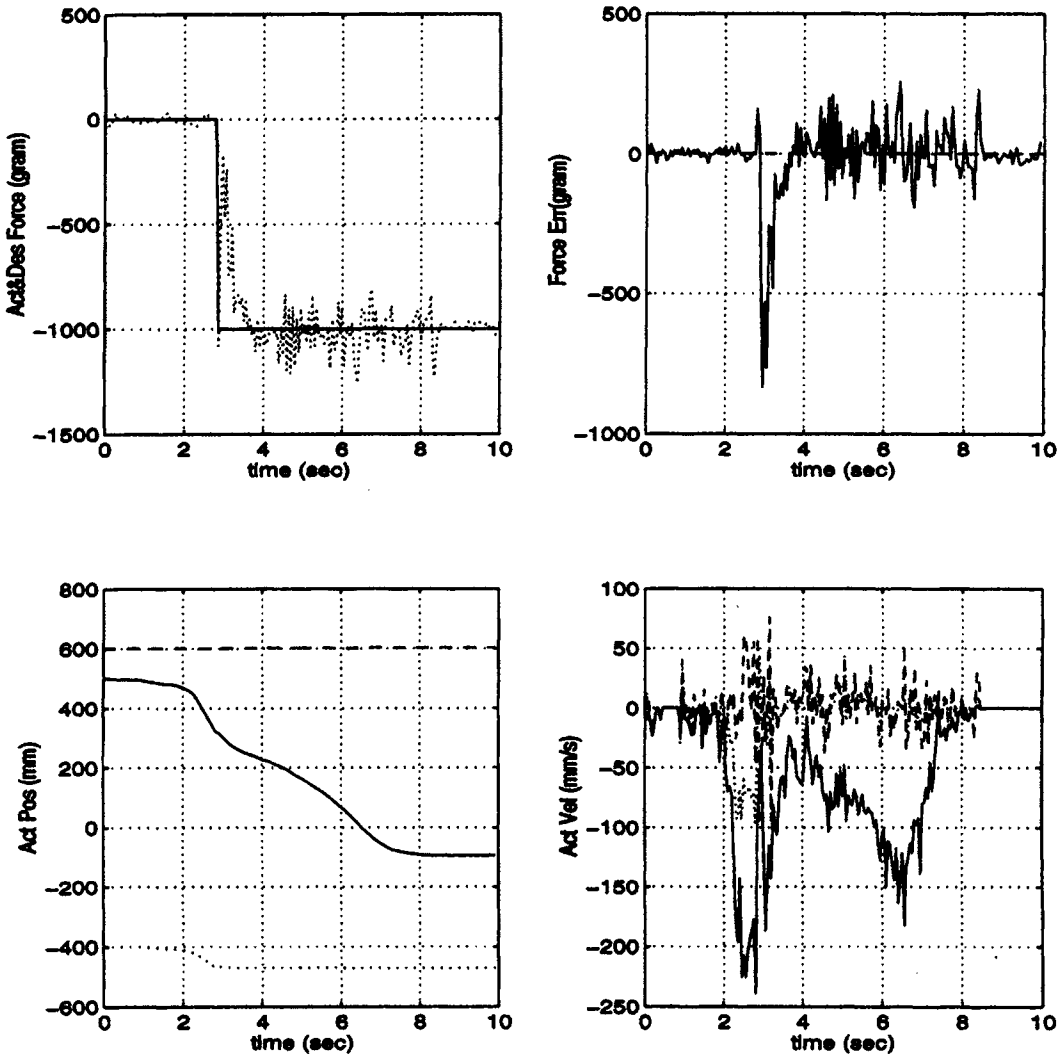 500
0
−500
−1000
−1500
Act&Des Force (gram)
0 2 4 6 8 10
time (sec)
500
0
−500
−1000
Force Err(gram)
0 2 4 6 8 10
time (sec)
800
600
400
200
0
−200
−400
−600
Act Pos (mm)
0 2 4 6 8 10
time (sec)
100
50
0
−50
−100
−150
−200
−250
Act Vel (mm/s)
0 2 4 6 8 10
time (sec)